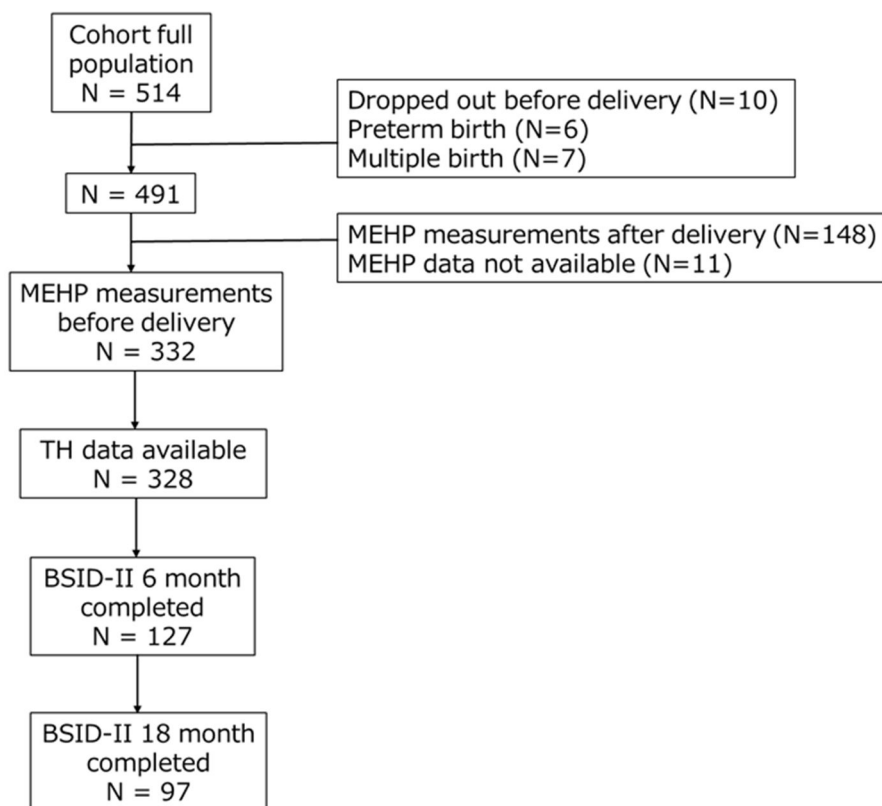 Cohort full
population
N = 514
Dropped out before delivery (N=10)
Preterm birth (N=6)
Multiple birth (N=7)
N = 491
MEHP measurements after delivery (N=148)
MEHP data not available (N=11)
MEHP measurements
before delivery
N = 332
TH data available
N = 328
BSID-II 6 month
completed
N = 127
BSID-II 18 month
completed
N = 97